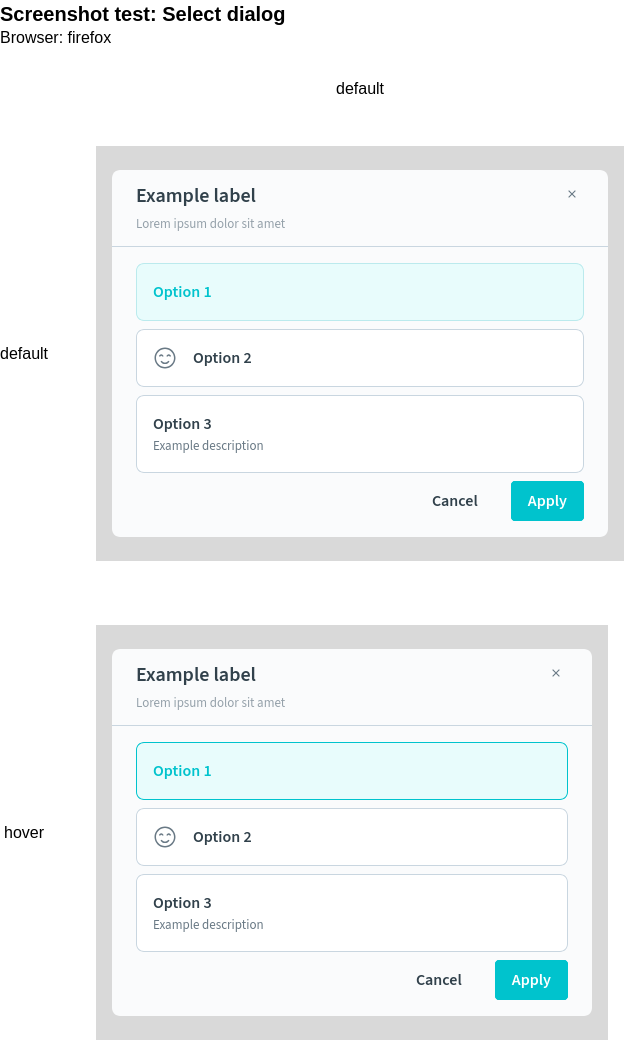 Screenshot test: Select dialog
Browser: firefox
default
default
Example label
×
Lorem ipsum dolor sit amet
Option 1
Option 2
Option 3
Example description
Cancel
Apply
hover
Example label
×
Lorem ipsum dolor sit amet
Option 1
Option 2
Option 3
Example description
Cancel
Apply